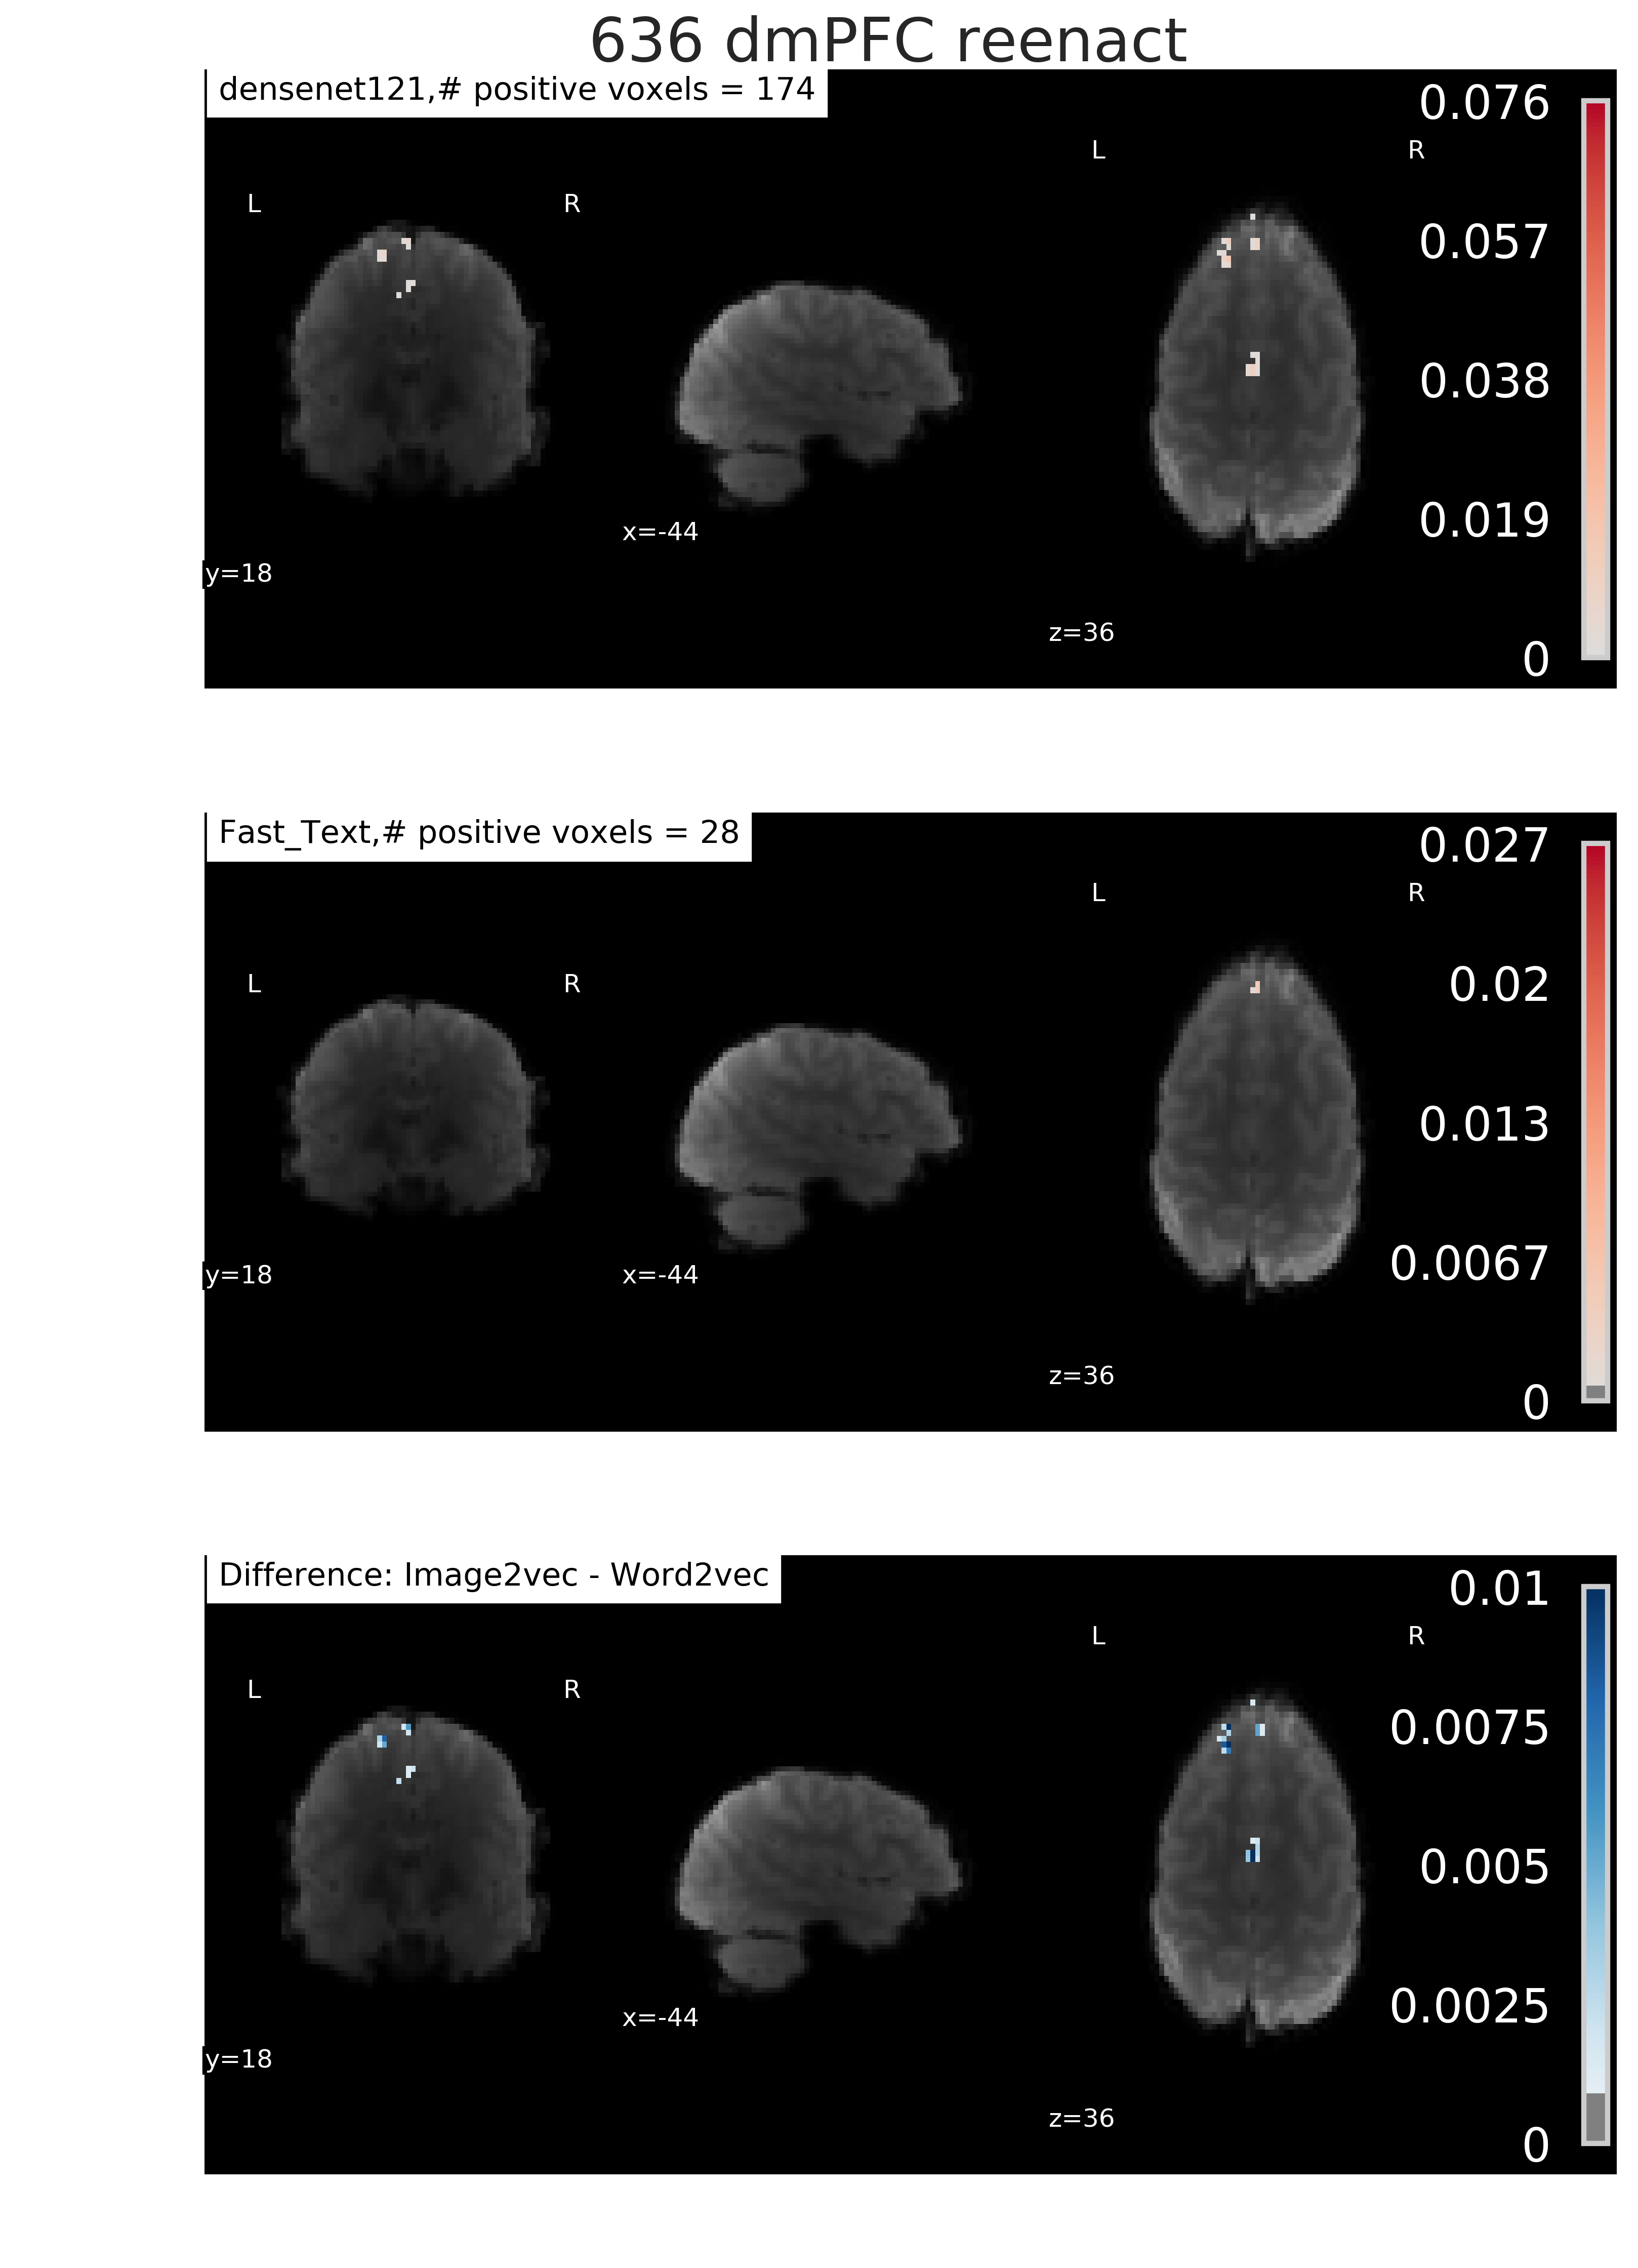 636 dmPFC reenact
densenet121,# positive voxels = 174
0.076
L R
L R
0.057
0.038
0.019
x=-44
y=18
z=36
0
Fast_Text,# positive voxels = 28
0.027
L R
L R
0.02
0.013
0.0067
y=18
x=-44
z=36
0
Difference: Image2vec - Word2vec
0.01
L R
L R
0.0075
0.005
0.0025
x=-44
y=18
z=36
0